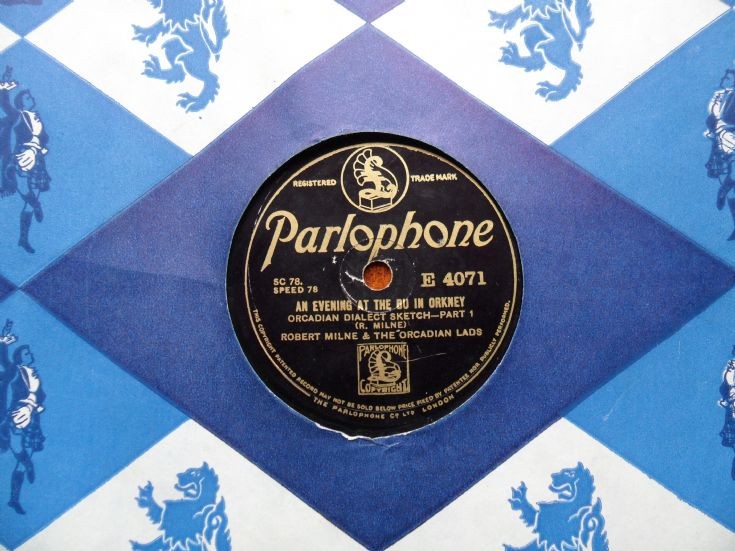 REGISTERED TRADE MARK
Parlophone
SC 78.
SPEED 78
E 4071
AN EVENING AT THE BU IN ORKNEY
ORCADIAN DIALECT SKETCH—PART 1
(R. MILNE)
ROBERT MILNE & THE ORCADIAN LADS
PARLOPHONE
COPYRIGHT
THIS COPYRIGHT PATENTED RECORD MAY NOT BE SOLD BELOW PRICE FIXED BY PATENTEE NOR PUBLICLY PERFORMED.
THE PARLOPHONE Co LTD LONDON